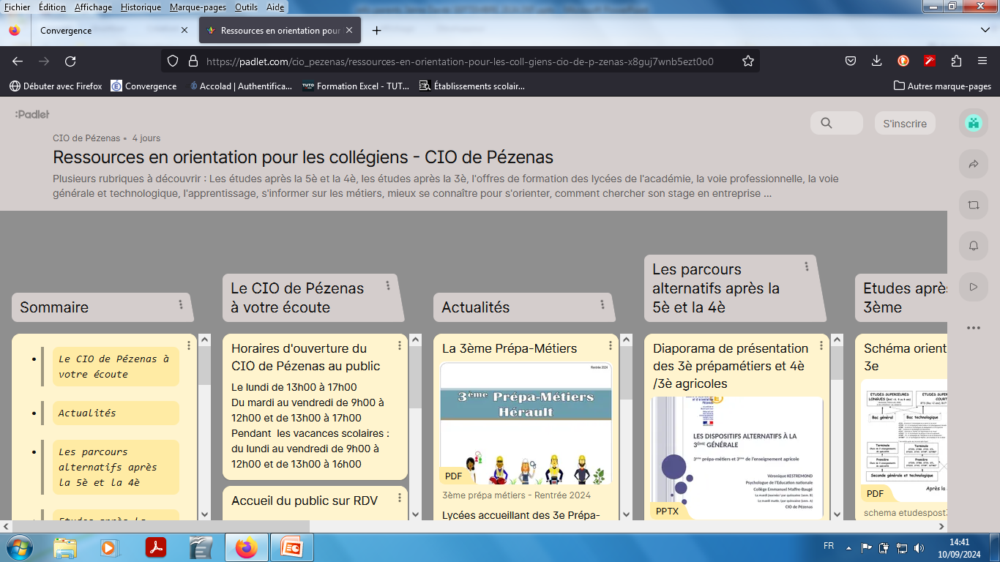 Fichier Édition Affichage Historique Marque-pages Outils Aide
Convergence
Ressources en orientation pour
https://padlet.com/cio_pezenas/ressources-en-orientation-pour-les-coll-giens-cio-de-p-zenas-x8guj7wnb5ezt0o0
Débuter avec Firefox Convergence Accolad | Authentifica... Formation Excel - TUT... Établissements scolair... Autres marque-pages
:Padlet
S'inscrire
CIO de Pézenas • 4 jours
Ressources en orientation pour les collégiens - CIO de Pézenas
Plusieurs rubriques à découvrir : Les études après la 5è et la 4è, les études après la 3è, l'offres de formation des lycées de l'académie, la voie professionnelle, la voie
générale et technologique, l'apprentissage, s'informer sur les métiers, mieux se connaître pour s'orienter, comment chercher son stage en entreprise ...
Sommaire
Le CIO de Pézenas à
votre écoute
Actualités
Les parcours
alternatifs après
la 5è et la 4è
Etudes après la
Le CIO de Pézenas
à votre écoute
Horaires d'ouverture du
CIO de Pézenas au public
Le lundi de 13h00 à 17h00
Du mardi au vendredi de 9h00 à
12h00 et de 13h00 à 17h00
Pendant les vacances scolaires :
du lundi au vendredi de 9h00 à
12h00 et de 13h00 à 16h00
Accueil du public sur RDV
Actualités
La 3ème Prépa-Métiers
Rentrée 2024
3eme Prépa-Métiers
Hérault
PDF
3ème prépa métiers - Rentrée 2024
Lycées accueillant des 3e Prépa-
Les parcours
alternatifs après la
5è et la 4è
Diaporama de présentation
des 3è prépamétiers et 4è
/3è agricoles
LES DISPOSITIFS ALTERNATIFS À LA
3ÈME GÉNÉRALE
3ème prépa-métiers et 3ème de l'enseignement agricole
Véronique KESTREMOND
Psychologue de l'Education nationale
Collège Emmanuel Maffre-Baugé
CIO de Pézenas
PPTX
Etudes après
3ème
Schéma orient
3e
ETUDES SUPERIEURES
LONGUES
ETUDES SUPER
COURT
Bac général
Bac technologique
Terminale
Terminale
Première
Première
Seconde générale et technologique
Après la
PDF
schema etudespost3
FR
14:41
10/09/2024